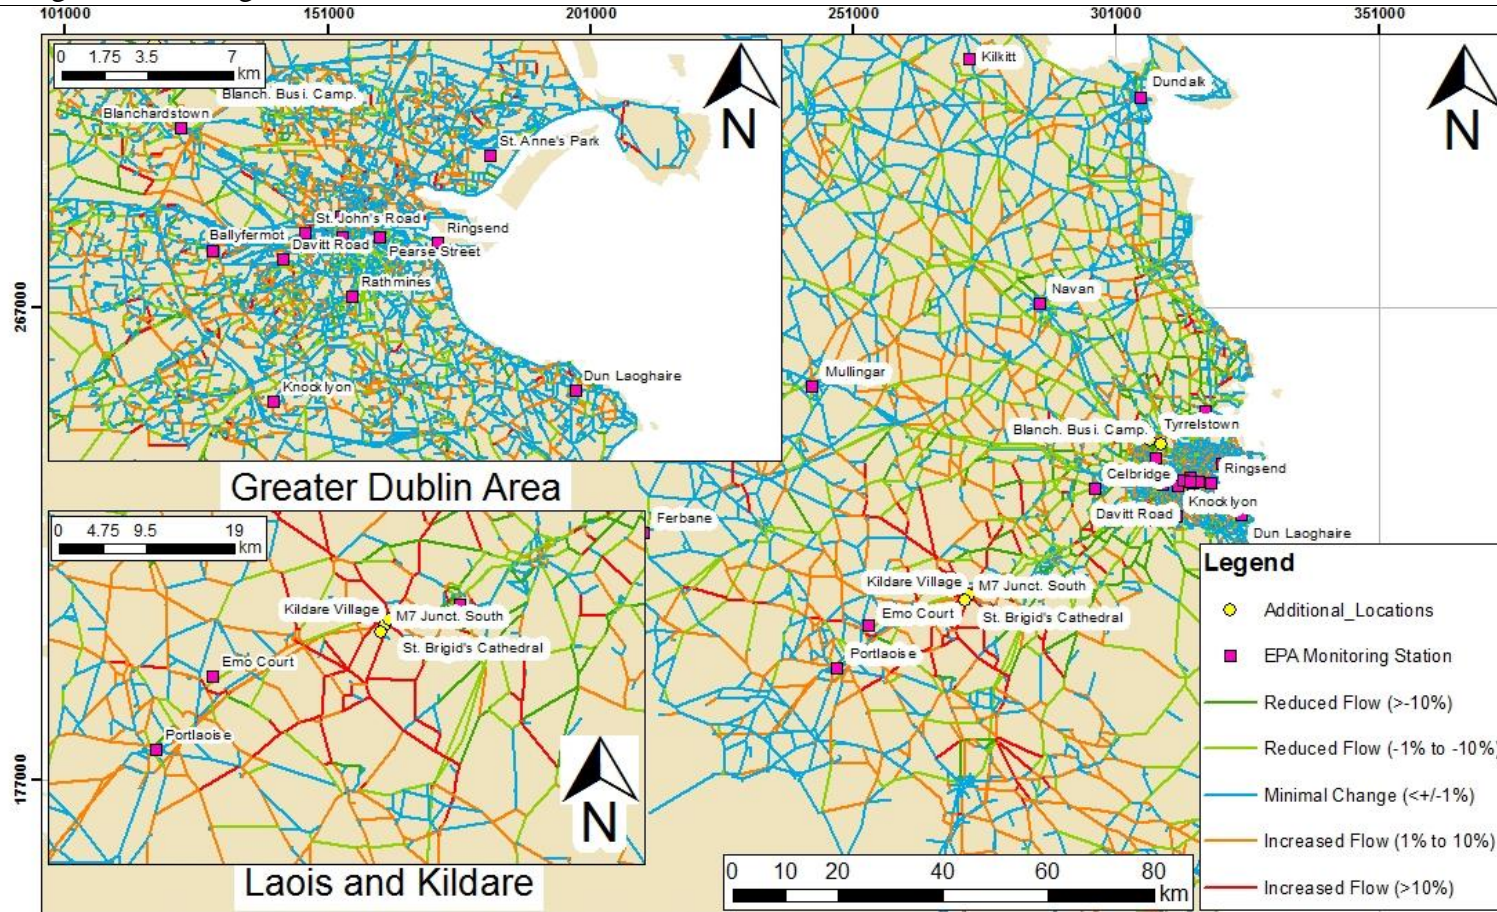 101000 151000 201000 251000 301000 351000
267000
177000
0 1.75 3.5 7
km
Blanch. Busi. Camp.
Blanchardstown
N
St. Anne's Park
St. John's Road
Ballyfermot
Davitt Road
Ringsend
Pearse Street
Rathmines
Knocklyon
Dun Laoghaire
Greater Dublin Area
0 4.75 9.5 19
km
Kildare Village
M7 Junct. South
St. Brigid's Cathedral
Emo Court
Portlaoise
N
Laois and Kildare
Kilkitt
Dundalk
N
Navan
Mullingar
Blanch. Busi. Camp.
Tyrrelstown
Celbridge
Ringsend
Knocklyon
Davitt Road
Dun Laoghaire
Ferbane
Kildare Village
M7 Junct. South
Emo Court
St. Brigid's Cathedral
Portlaoise
0 10 20 40 60 80
km
Legend
Additional_Locations
EPA Monitoring Station
Reduced Flow (>-10%)
Reduced Flow (-1% to -10%)
Minimal Change (<+/-1%)
Increased Flow (1% to 10%)
Increased Flow (>10%)